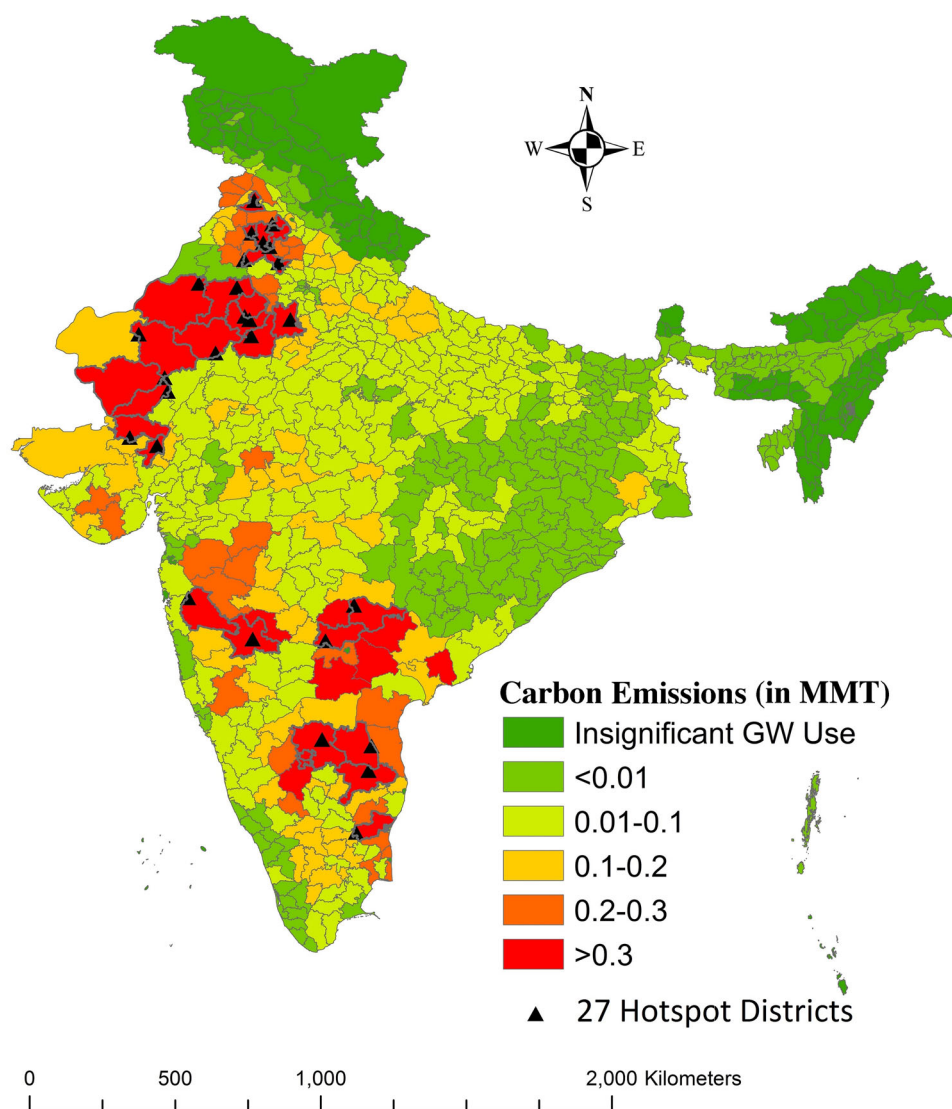 N
W E
S
Carbon Emissions (in MMT)
Insignificant GW Use
<0.01
0.01-0.1
0.1-0.2
0.2-0.3
>0.3
27 Hotspot Districts
0 500 1,000 2,000 Kilometers